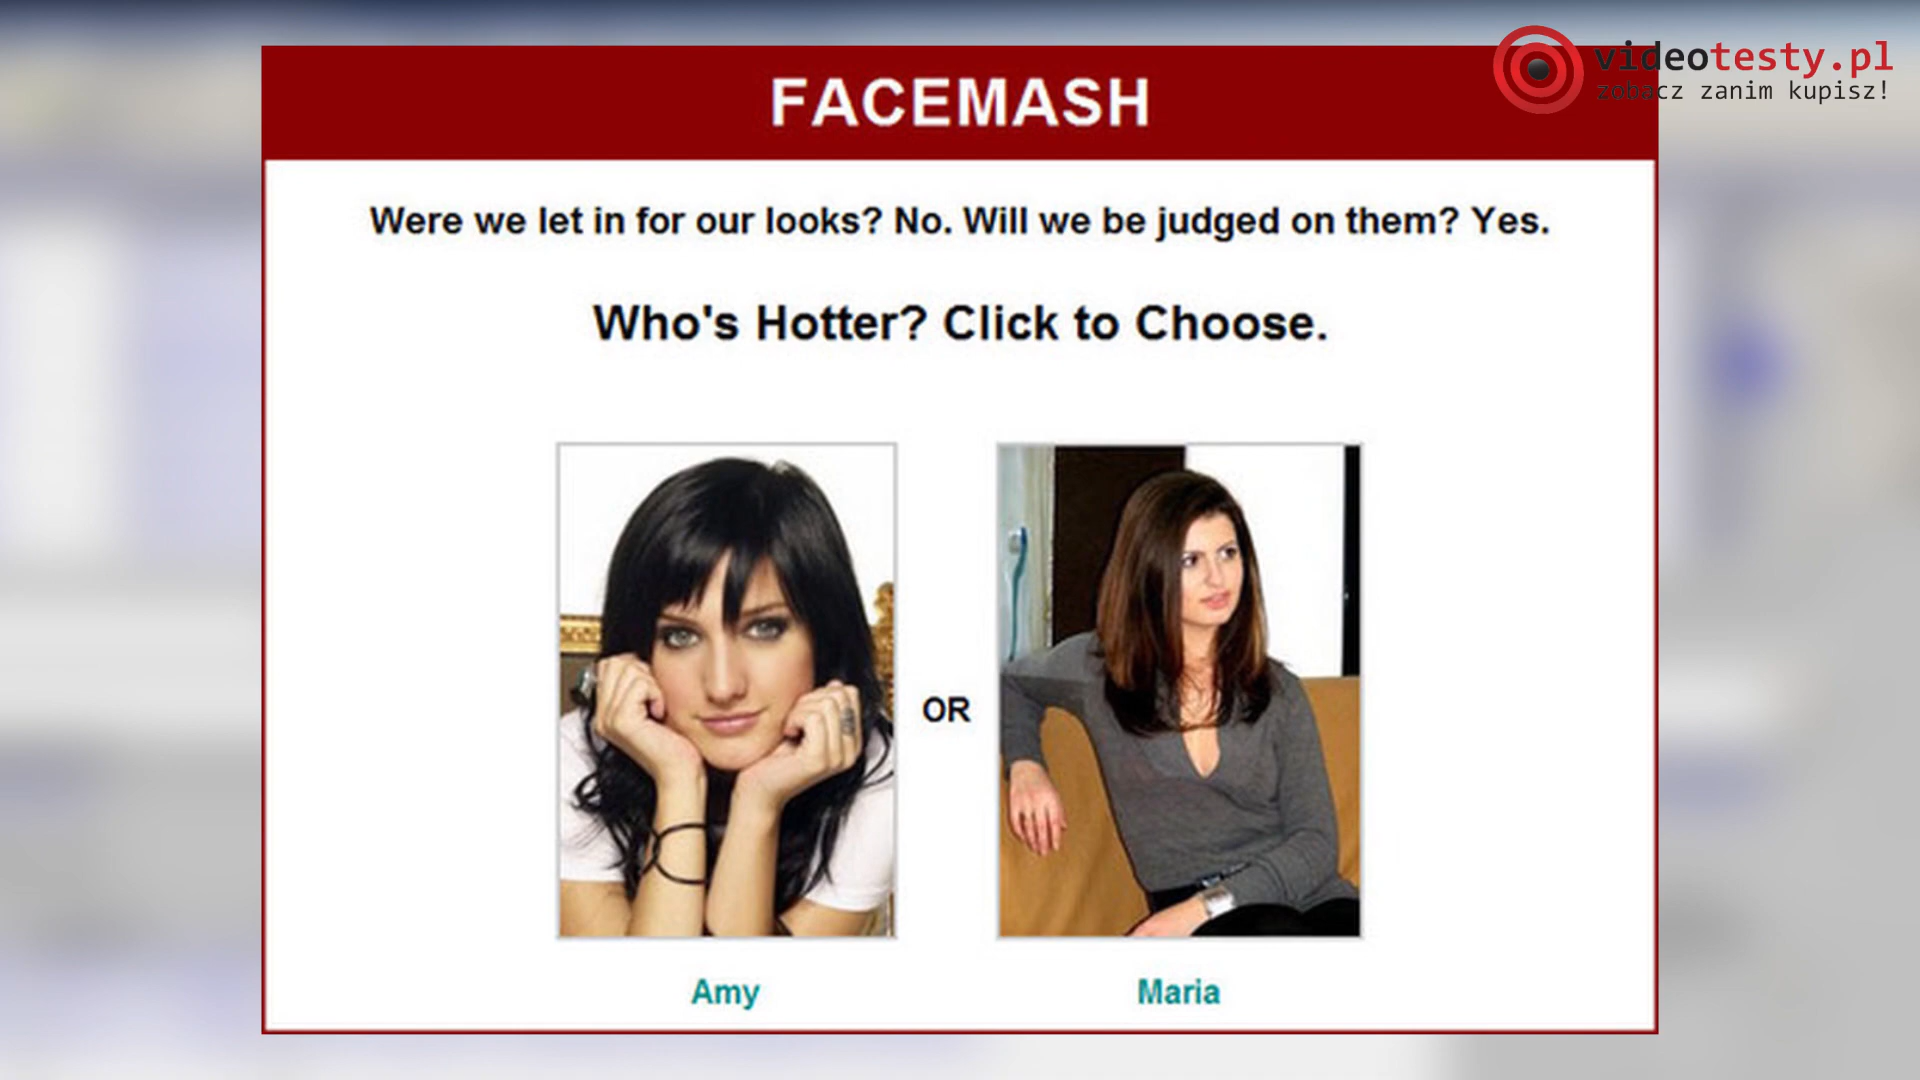 videotesty.pl
zobacz zanim kupisz!
FACEMASH
Were we let in for our looks? No. Will we be judged on them? Yes.
Who's Hotter? Click to Choose.
OR
Amy
Maria